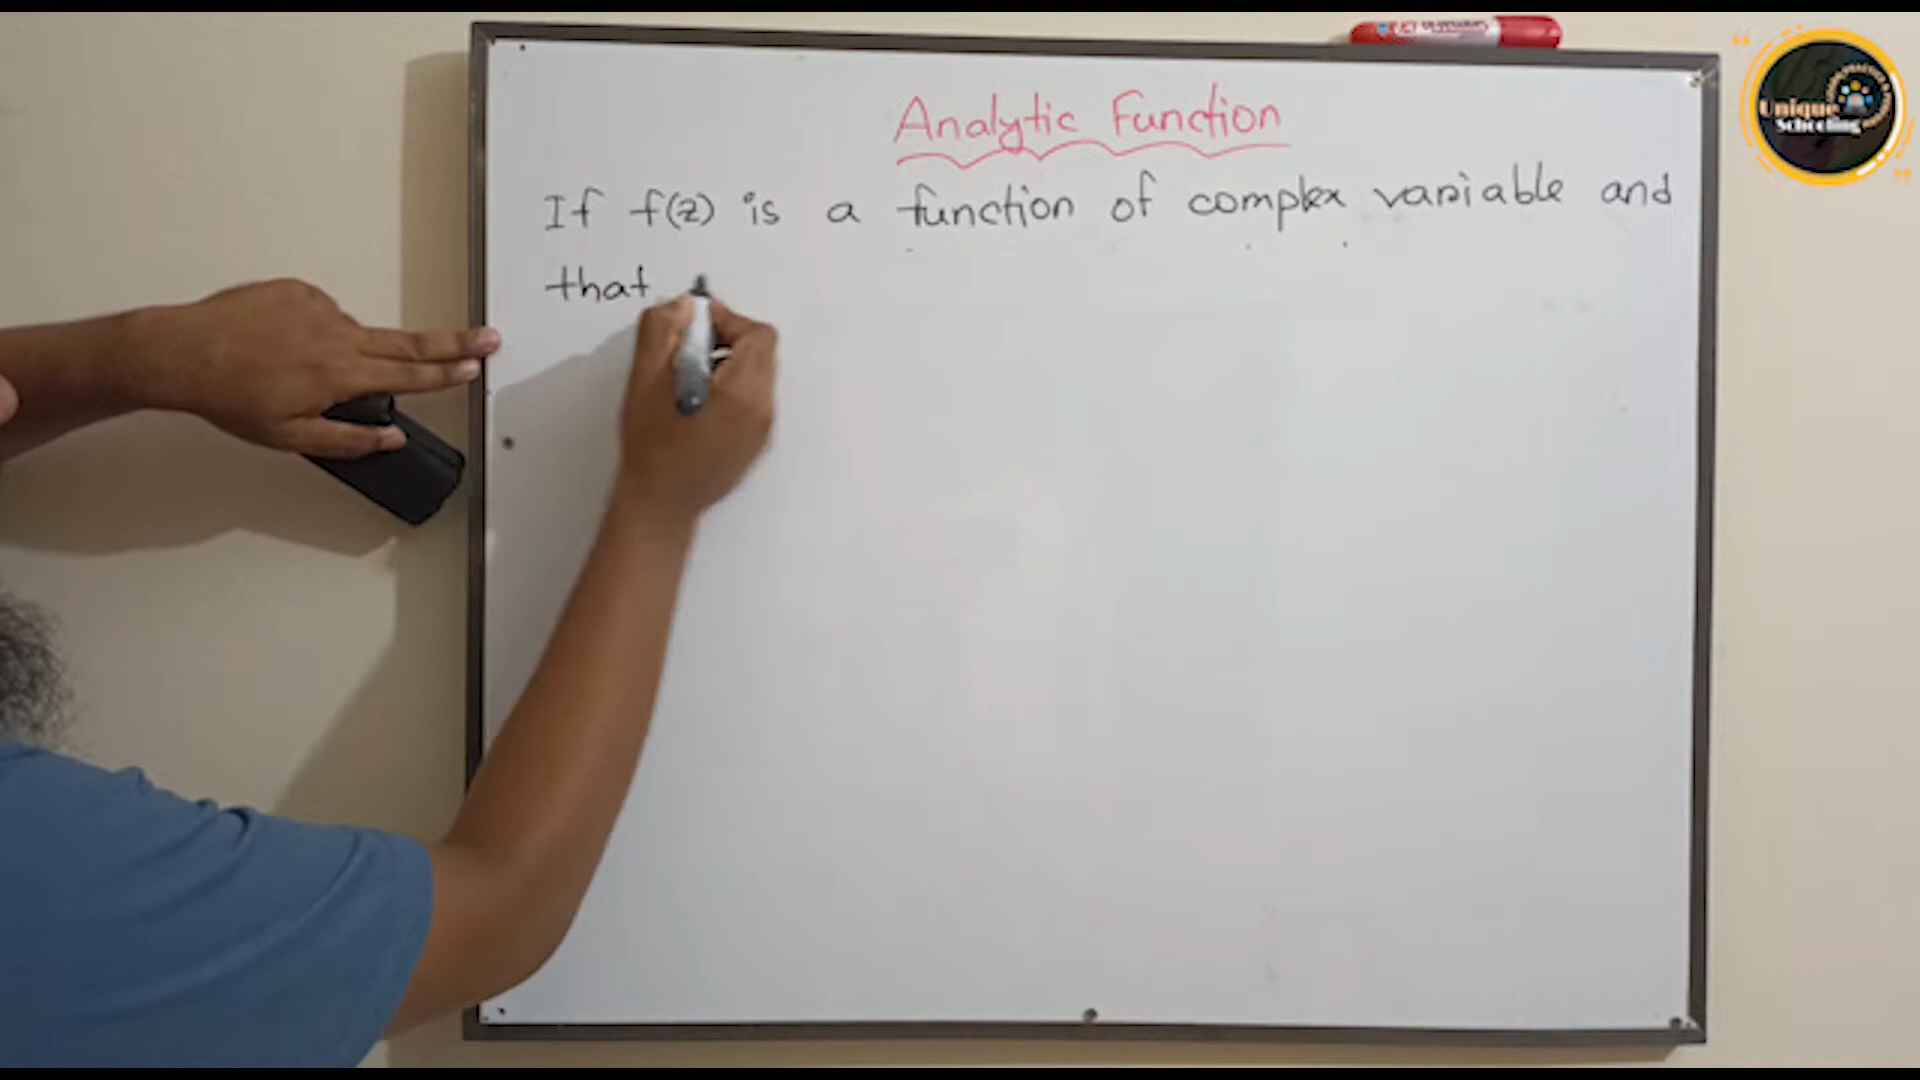 Analytic Function
If f(z) is a function of complex variable and
that
Unique
Schooling